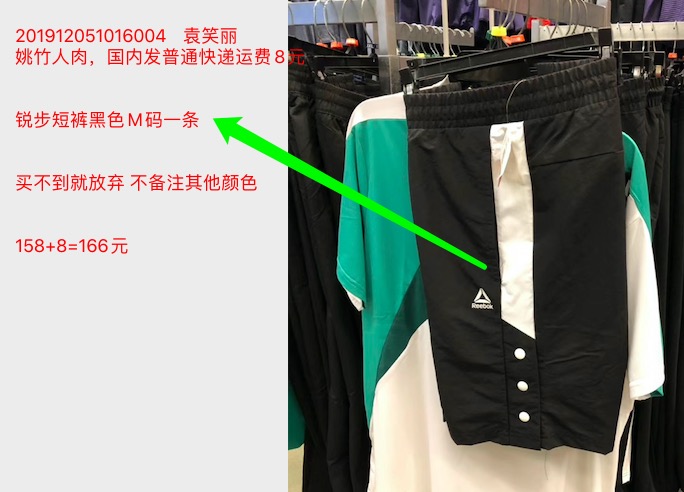 201912051016004 袁笑丽
姚竹人肉，国内发普通快递运费8元
锐步短裤黑色M码一条
买不到就放弃 不备注其他颜色
158+8=166元
Reebok